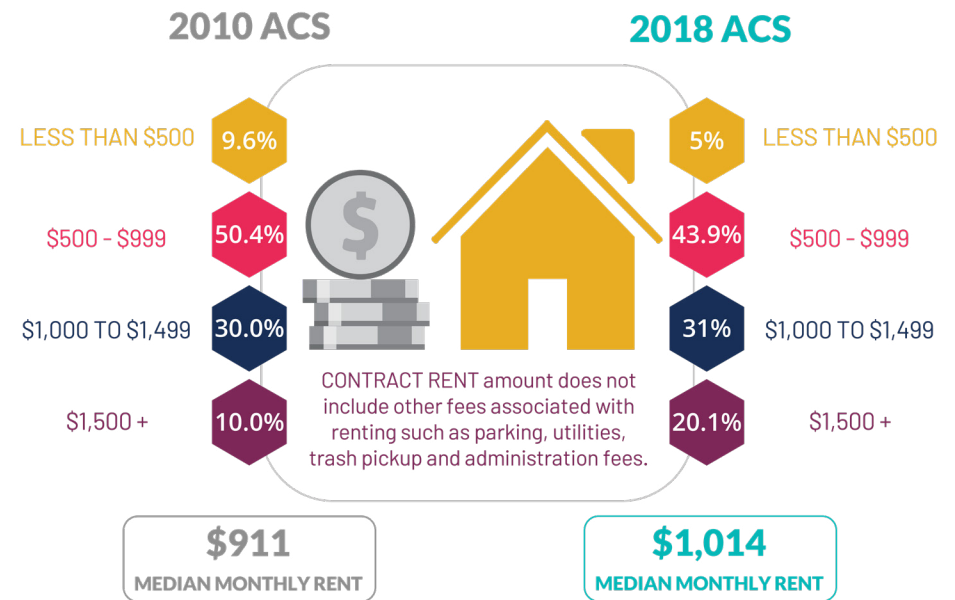 2010 ACS
2018 ACS
LESS THAN $500
9.6%
5%
LESS THAN $500
$500 - $999
50.4%
43.9%
$500 - $999
$1,000 TO $1,499
30.0%
31%
$1,000 TO $1,499
$1,500 +
10.0%
20.1%
$1,500 +
$
CONTRACT RENT amount does not
include other fees associated with
renting such as parking, utilities,
trash pickup and administration fees.
$911
MEDIAN MONTHLY RENT
$1,014
MEDIAN MONTHLY RENT